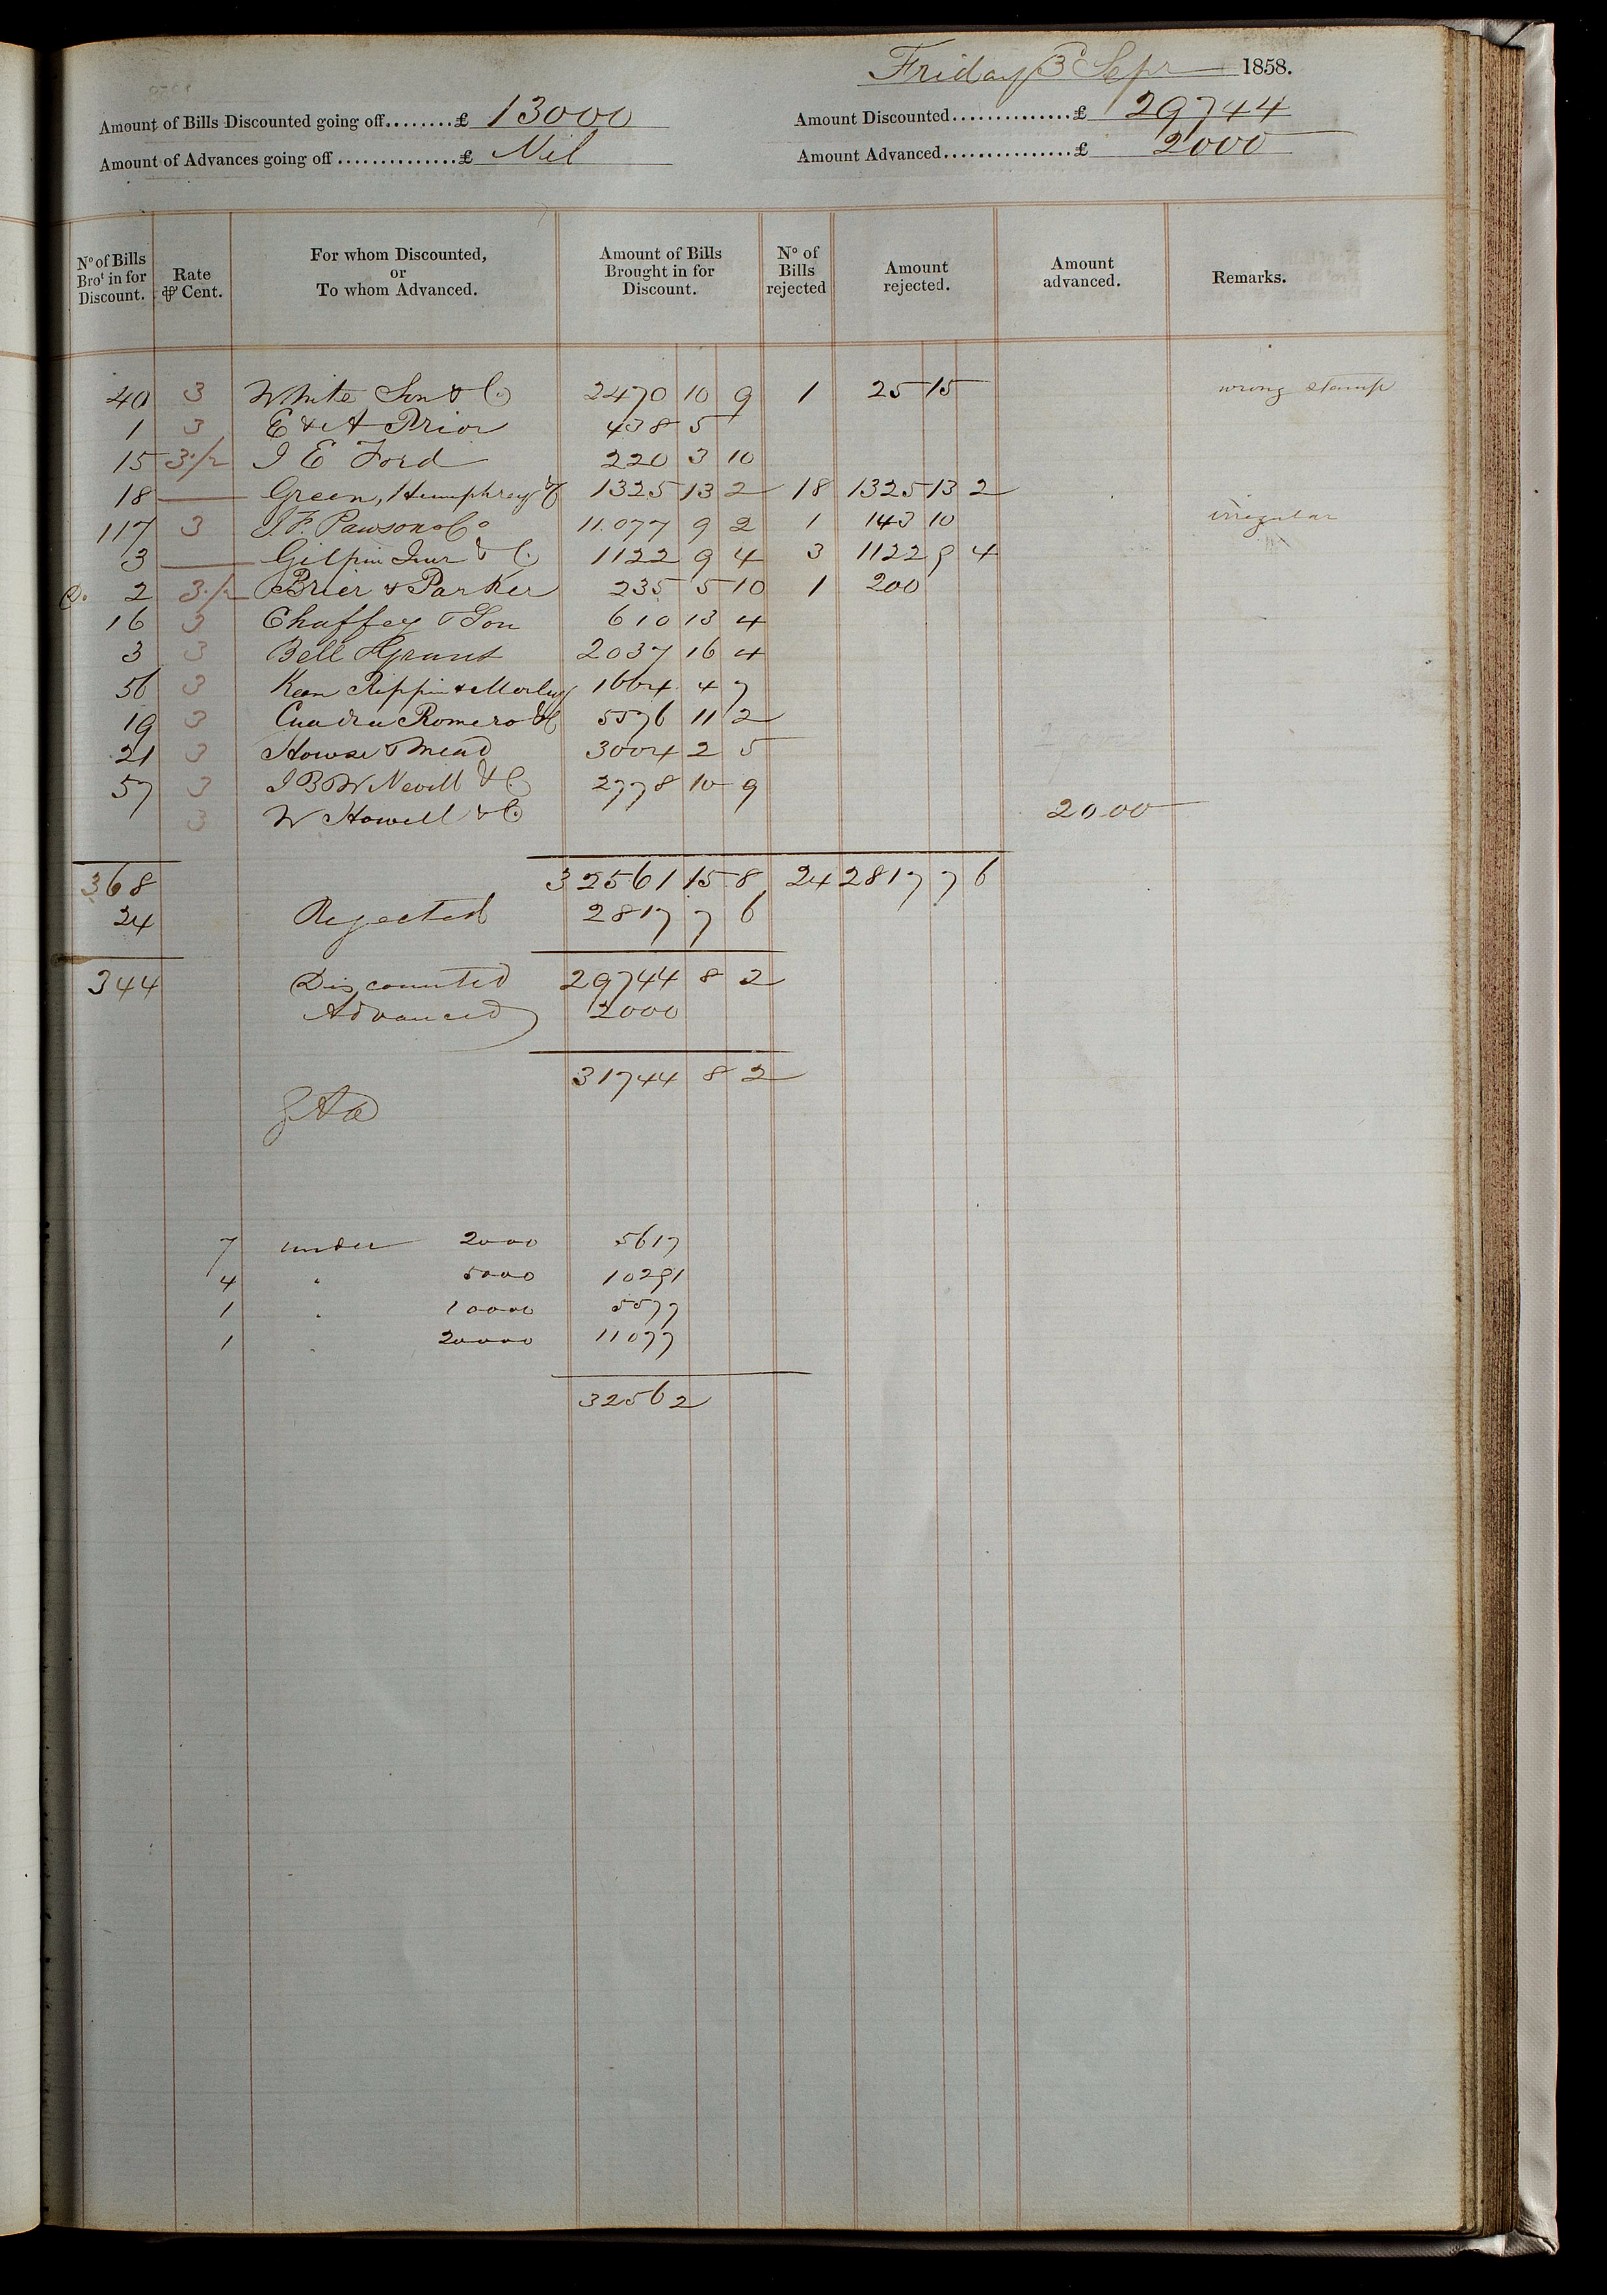 Friday 3 Sepr 1858.
Amount of Bills Discounted going off........£ 13000 Amount Discounted..............£ 29744
Amount of Advances going off..............£ Nil Amount Advanced...............£ 2000
No of Bills Brot in for Discount. Rate ⅌ Cent. For whom Discounted, or To whom Advanced. Amount of Bills Brought in for Discount. No of Bills rejected Amount rejected. Amount advanced. Remarks.
40 3 White Son & Co 2470 10 9 1 25 15 wrong stamp
1 3 E & A Prior 438 5
15 3 1/2 J E Ford 220 3 10
18 — Green, Humphrey & Co 1325 13 2 18 1325 13 2
117 3 J. F. Pawson & Co 11.077 9 2 1 143 10 irregular
3 — Gilpin Junr & Co 1122 9 4 3 1122 9 4
2 3 1/2 Brier & Parker 235 5 10 1 200
16 3 Chaffey & Son 610 13 4
3 3 Bell & Grant 2037 16 4
56 3 Kean Rippin & Morling 1664 4 7
19 3 Cuadra Romero & Co 5576 11 2
21 3 Howse & Mead 3004 2 5
57 3 J B & W Nevill & Co 2778 10 9
3 W Howell & Co 2000
368 32561 15 8 24 2817 7 6
24 Rejected 2817 7 6
344 Discounted 29744 8 2
Advanced 2000
31744 8 2
7 under 2000 5617
4 " 5000 10291
1 " 10000 5577
1 " 20000 11077
32562